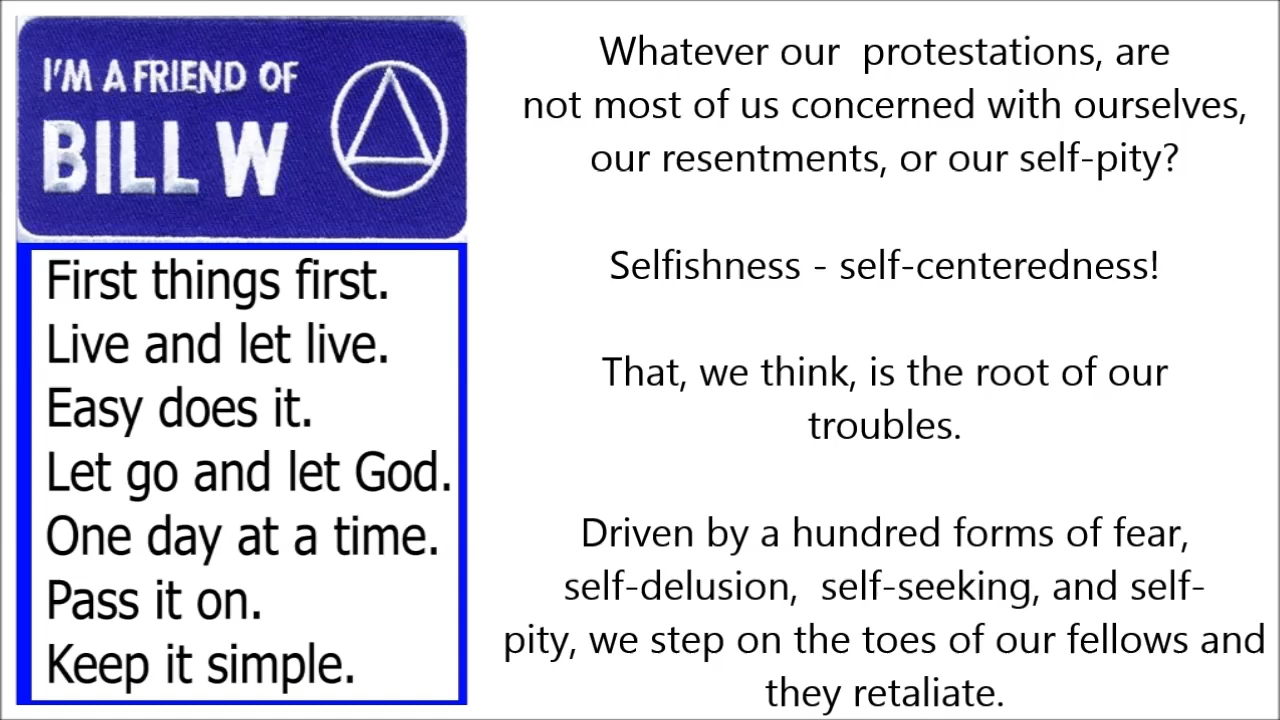 I'M A FRIEND OF
BILL W
First things first.
Live and let live.
Easy does it.
Let go and let God.
One day at a time.
Pass it on.
Keep it simple.
Whatever our  protestations, are
not most of us concerned with ourselves,
our resentments, or our self-pity?
Selfishness - self-centeredness!
That, we think, is the root of our
troubles.
Driven by a hundred forms of fear,
self-delusion,  self-seeking, and self-
pity, we step on the toes of our fellows and
they retaliate.